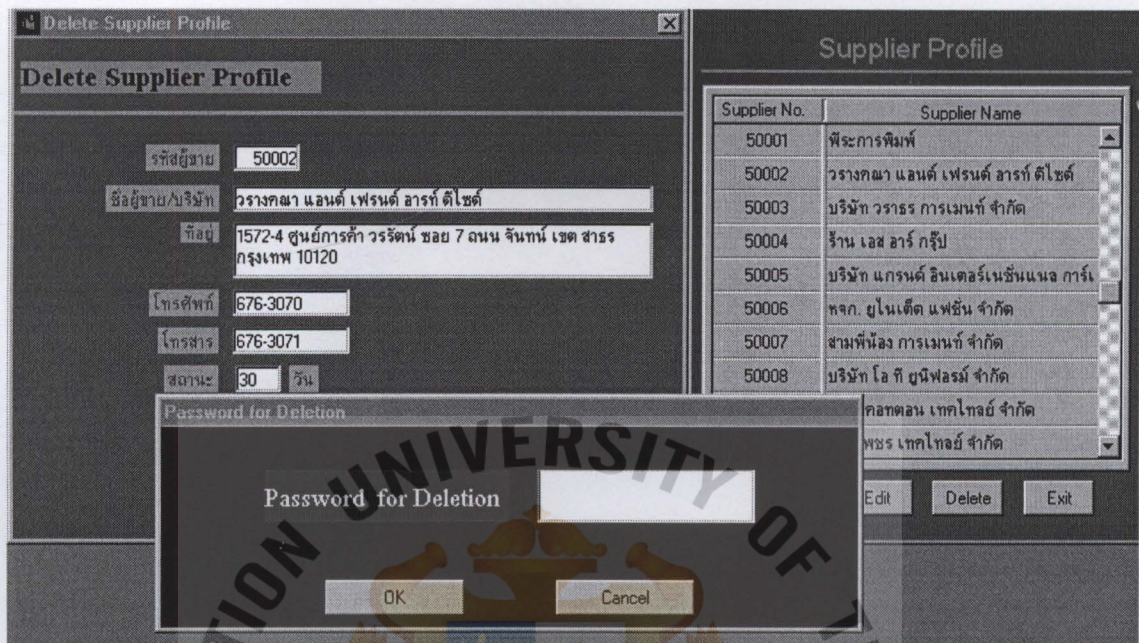 Delete Supplier Profile
Delete Supplier Profile
รหัสผู้ขาย 50002
ชื่อผู้ขาย/บริษัท วรางคณา แอนด์ เฟรนด์ อารท์ ดีไซด์
ที่อยู่ 1572-4 ศูนย์การค้า วรรัตน์ ซอย 7 ถนน จันทน์ เขต สาธร
กรุงเทพ 10120
โทรศัพท์ 676-3070
โทรสาร 676-3071
สถานะ 30 วัน
Password for Deletion
Password for Deletion
OK Cancel
Supplier Profile
Supplier No. Supplier Name
50001 พีระการพิมพ์
50002 วรางคณา แอนด์ เฟรนด์ อารท์ ดีไซด์
50003 บริษัท วราธร การเมนท์ จำกัด
50004 ร้าน เอส อาร์ กรุ๊ป
50005 บริษัท แกรนด์ อินเตอร์เนชั่นแนล การ์เ
50006 หจก. ยูไนเต็ด แฟชั่น จำกัด
50007 สามพี่น้อง การเมนท์ จำกัด
50008 บริษัท โอ ที ยูนิฟอรม์ จำกัด
คอทตอน เทคไทลย์ จำกัด
พชร เทคไทลย์ จำกัด
Edit Delete Exit
UNIVERSITY OF